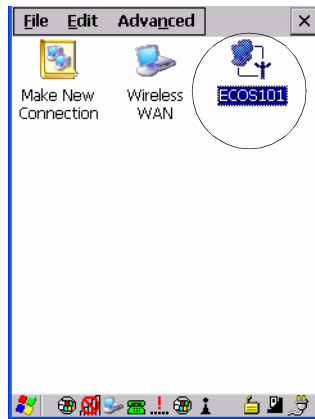 File Edit Advanced
Make New Connection
Wireless WAN
ECOS101